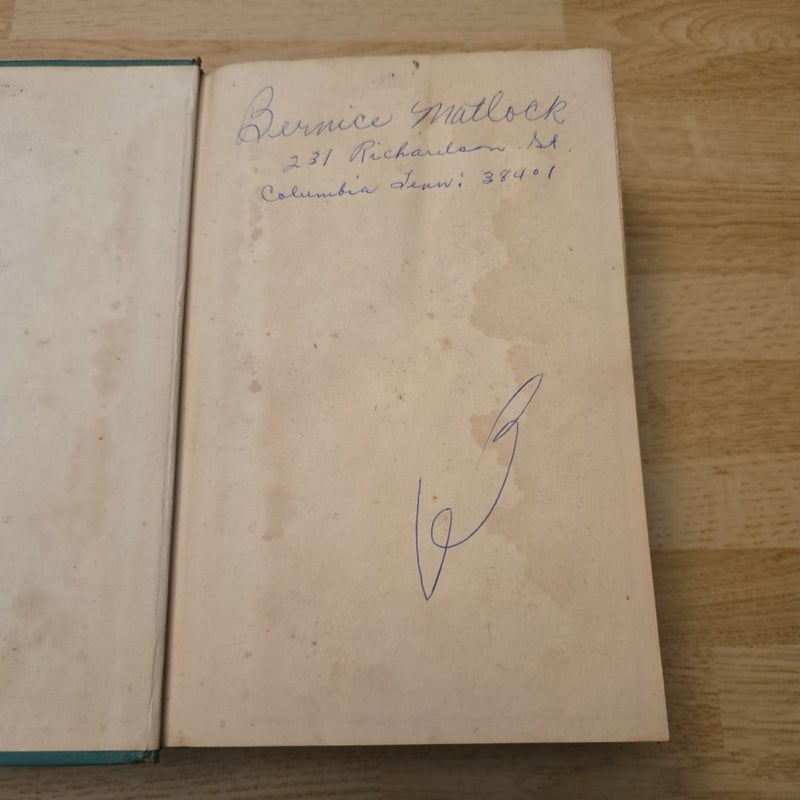 Bernice Matlock
231 Richardson St.
Columbia Tenn: 38401